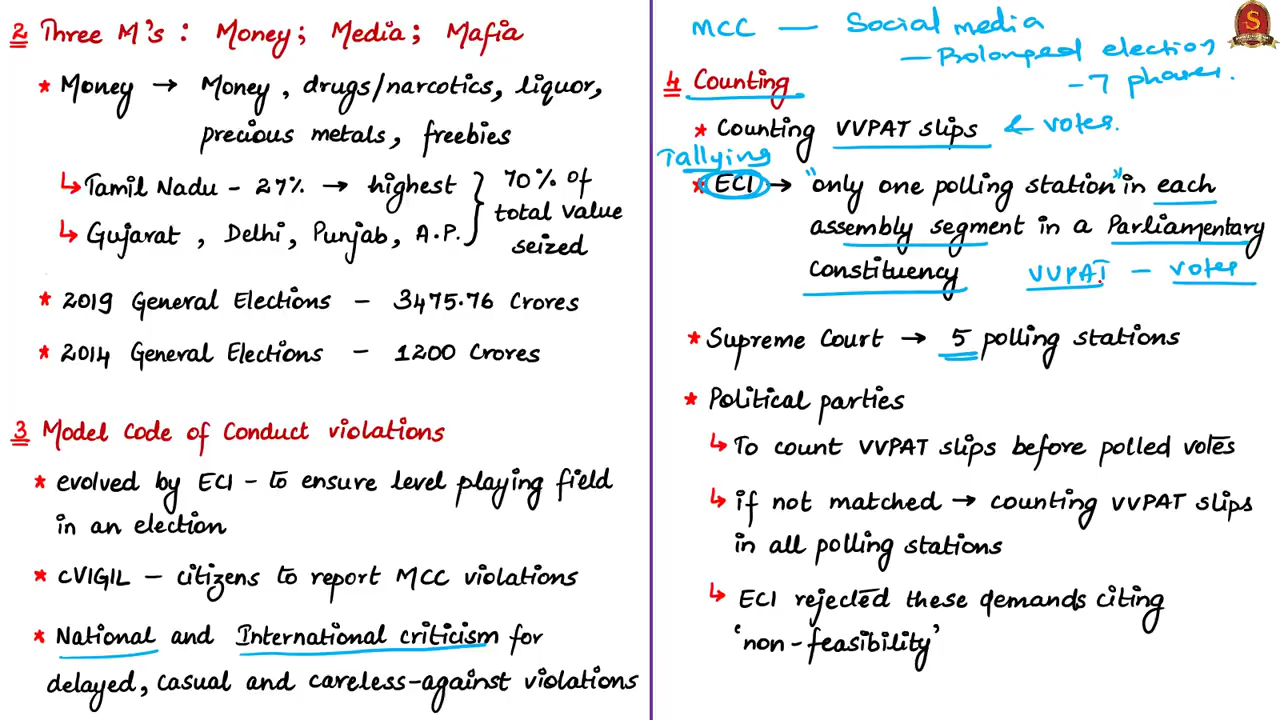 2 Three M's : Money; Media; Mafia
* Money → Money, drugs/narcotics, liquor,
precious metals, freebies
↳ Tamil Nadu - 27% → highest
↳ Gujarat, Delhi, Punjab, A.P.
} 70% of
total value
seized
* 2019 General Elections - 3475.76 Crores
* 2014 General Elections - 1200 Crores
3 Model Code of Conduct violations
* evolved by ECI - to ensure level playing field
in an election
* cVIGIL - citizens to report MCC violations
* National and International criticism for
delayed, casual and careless-against violations
MCC — Social media
— Prolonged election
- 7 phases.
4 Counting
* Counting VVPAT slips ← votes.
Tallying
* ECI → "only one polling station" in each
assembly segment in a Parliamentary
Constituency VVPAT - votes
* Supreme Court → 5 polling stations
* Political parties
↳ To count VVPAT slips before polled votes
↳ if not matched → counting VVPAT slips
in all polling stations
↳ ECI rejected these demands citing
'non-feasibility'
S